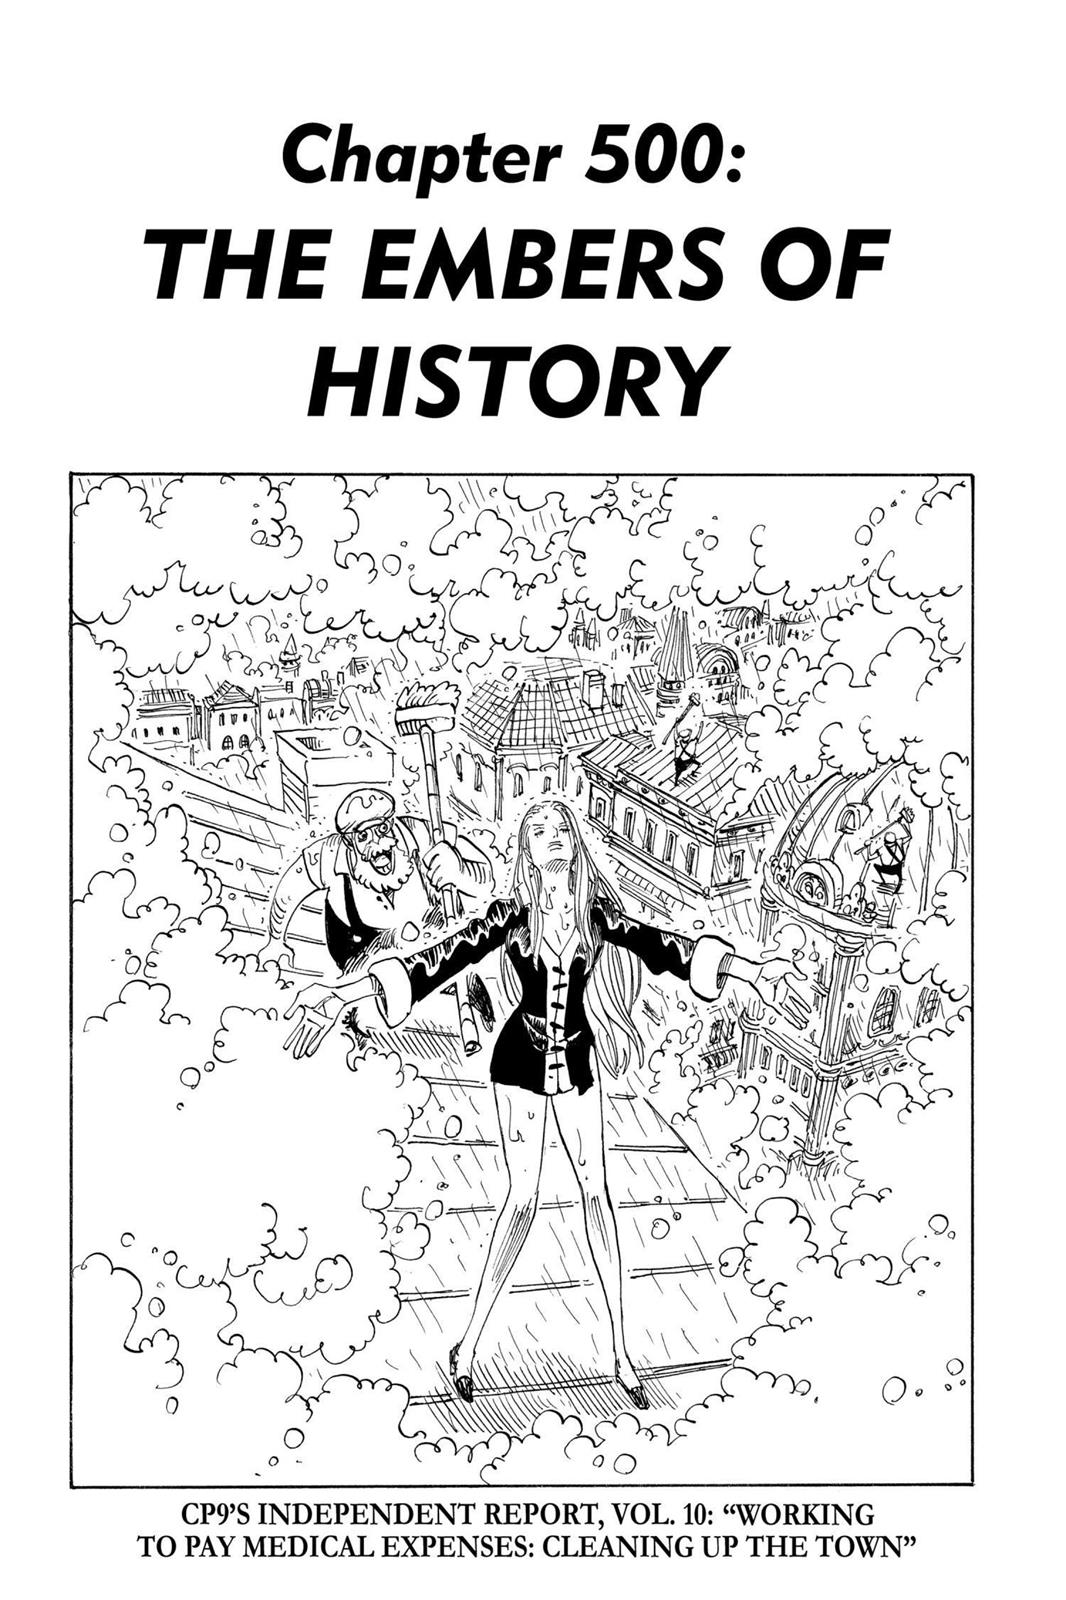 Chapter 500:
THE EMBERS OF
HISTORY
CP9'S INDEPENDENT REPORT, VOL. 10: “WORKING
TO PAY MEDICAL EXPENSES: CLEANING UP THE TOWN”